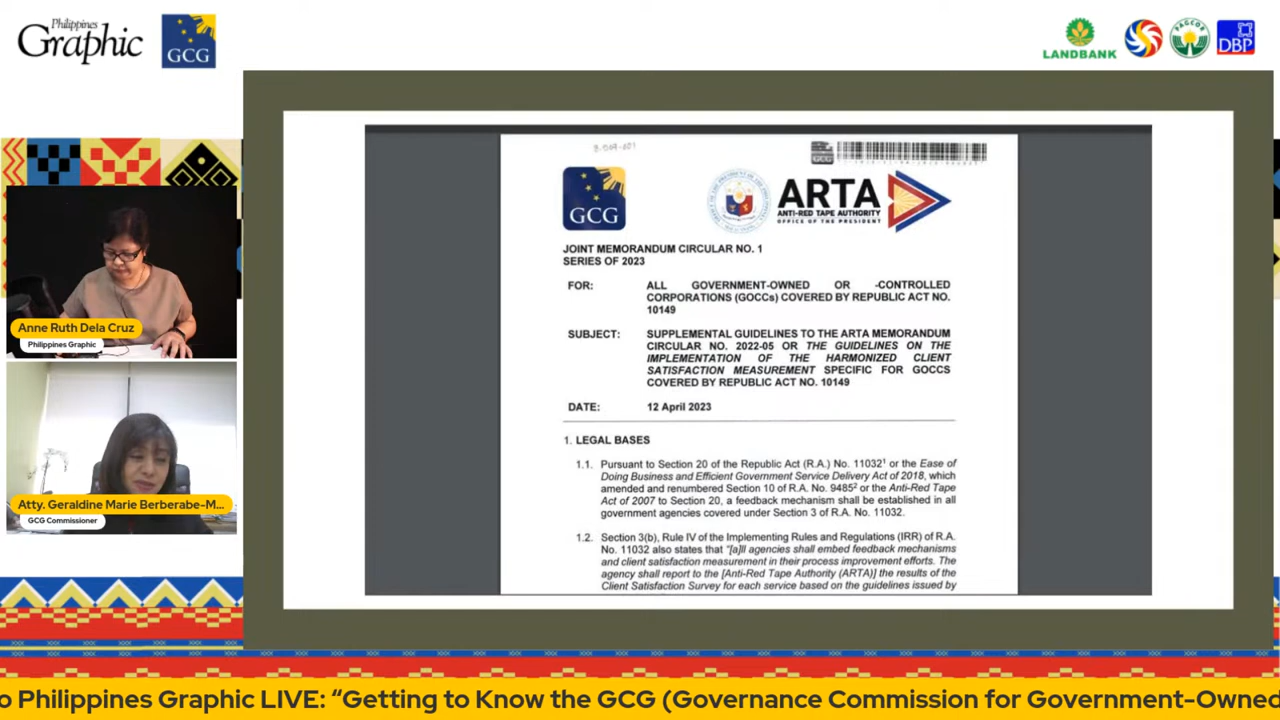 Philippines
Graphic
GCG
LANDBANK
PAGCOR
DBP
GCG
GCG
ARTA
ANTI-RED TAPE AUTHORITY
OFFICE OF THE PRESIDENT
JOINT MEMORANDUM CIRCULAR NO. 1
SERIES OF 2023
FOR: ALL GOVERNMENT-OWNED OR -CONTROLLED
CORPORATIONS (GOCCs) COVERED BY REPUBLIC ACT NO.
10149
SUBJECT: SUPPLEMENTAL GUIDELINES TO THE ARTA MEMORANDUM
CIRCULAR NO. 2022-05 OR THE GUIDELINES ON THE
IMPLEMENTATION OF THE HARMONIZED CLIENT
SATISFACTION MEASUREMENT SPECIFIC FOR GOCCS
COVERED BY REPUBLIC ACT NO. 10149
DATE: 12 April 2023
1. LEGAL BASES
1.1. Pursuant to Section 20 of the Republic Act (R.A.) No. 11032¹ or the Ease of
Doing Business and Efficient Government Service Delivery Act of 2018, which
amended and renumbered Section 10 of R.A. No. 9485² or the Anti-Red Tape
Act of 2007 to Section 20, a feedback mechanism shall be established in all
government agencies covered under Section 3 of R.A. No. 11032.
1.2. Section 3(b), Rule IV of the Implementing Rules and Regulations (IRR) of R.A.
No. 11032 also states that "[a]ll agencies shall embed feedback mechanisms
and client satisfaction measurement in their process improvement efforts. The
agency shall report to the [Anti-Red Tape Authority (ARTA)] the results of the
Client Satisfaction Survey for each service based on the guidelines issued by
Anne Ruth Dela Cruz
Philippines Graphic
Atty. Geraldine Marie Berberabe-M...
GCG Commissioner
o Philippines Graphic LIVE: “Getting to Know the GCG (Governance Commission for Government-Owned